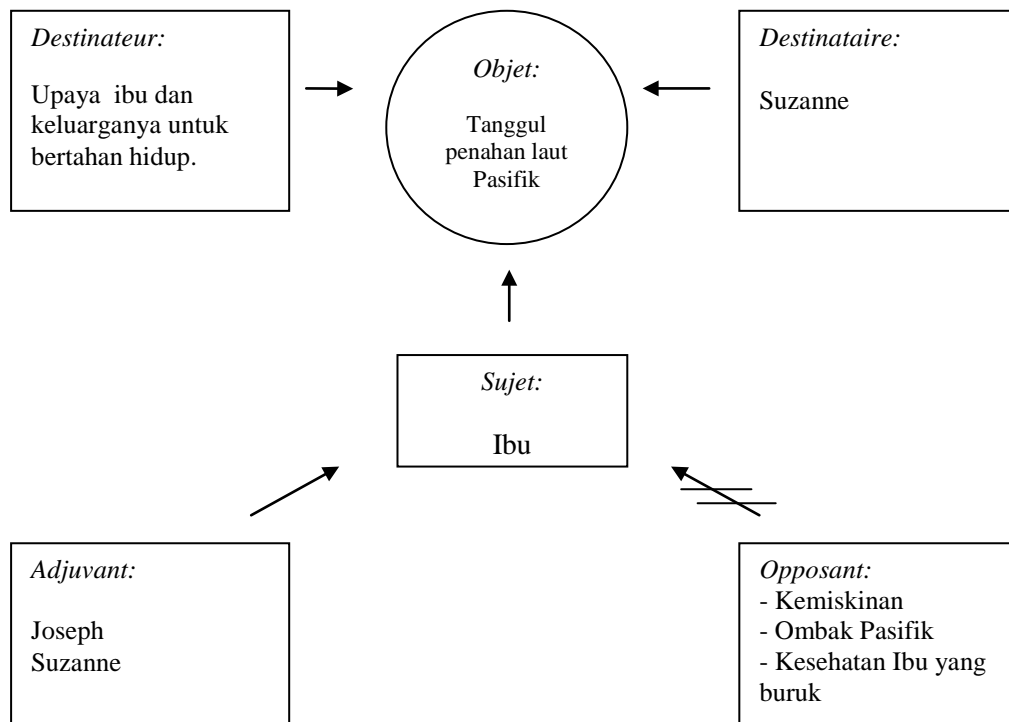 Destinateur:
Upaya ibu dan
keluarganya untuk
bertahan hidup.
Objet:
Tanggul
penahan laut
Pasifik
Destinataire:
Suzanne
Sujet:
Ibu
Adjuvant:
Joseph
Suzanne
Opposant:
- Kemiskinan
- Ombak Pasifik
- Kesehatan Ibu yang
buruk